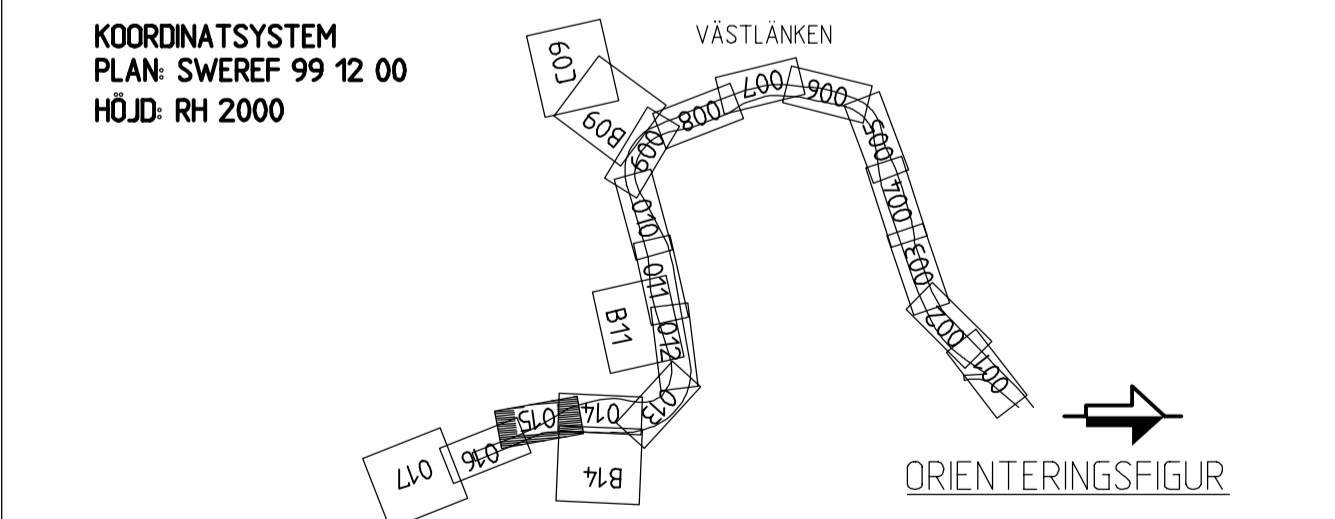 KOORDINATSYSTEM
PLAN: SWEREF 99 12 00
HÖJD: RH 2000
VÄSTLÄNKEN
C09
B09
009
008
007
006
005
004
003
002
001
010
011
B11
012
013
014
015
016
017
B14
ORIENTERINGSFIGUR